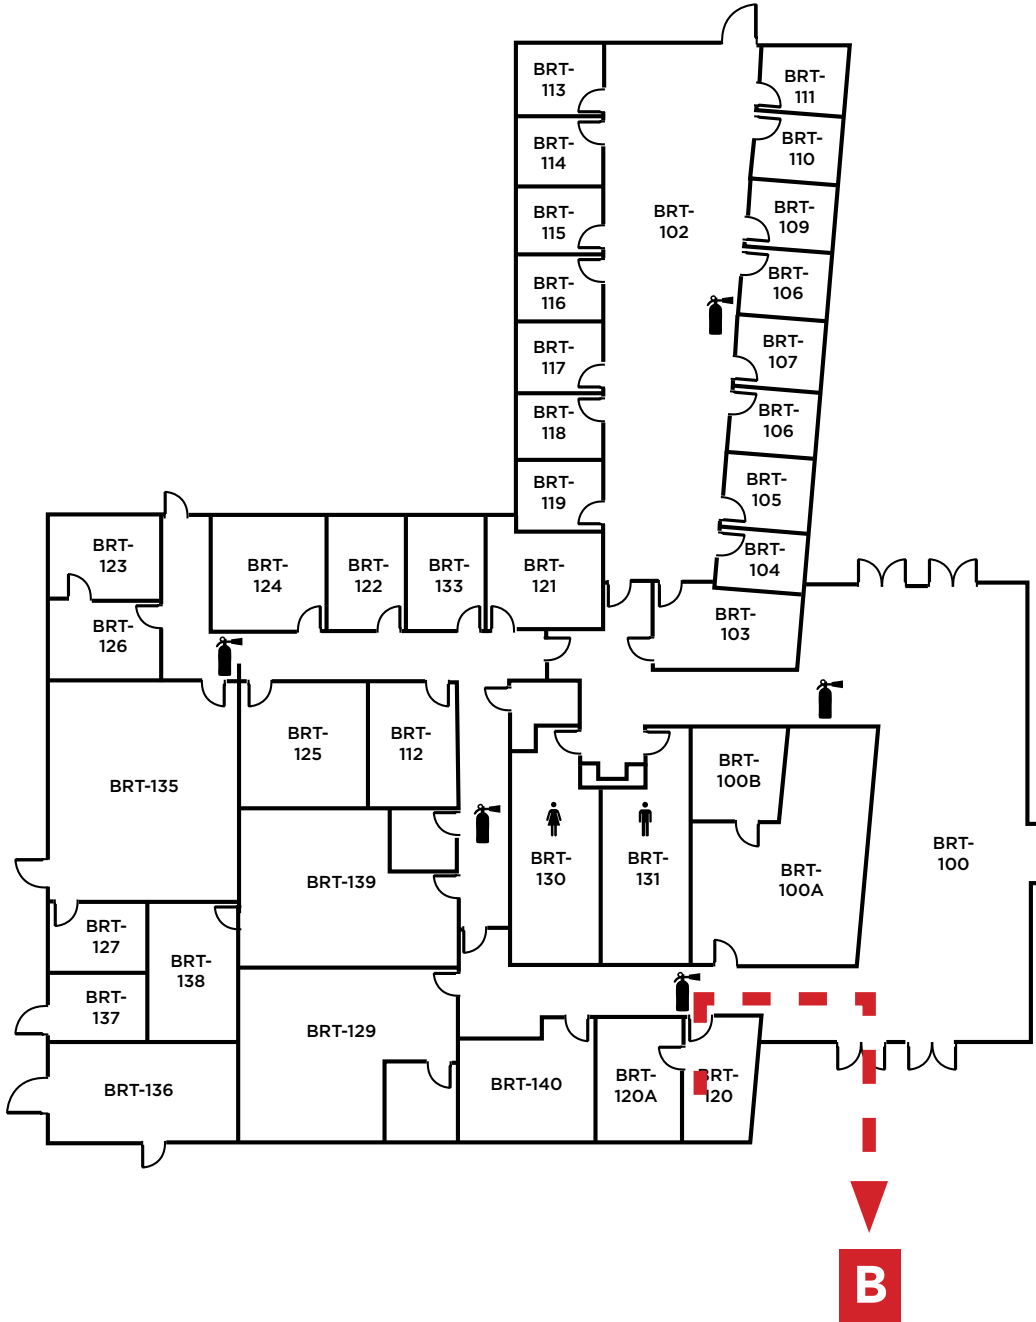 BRT-
113
BRT-
111
BRT-
114
BRT-
110
BRT-
115
BRT-
102
BRT-
109
BRT-
116
BRT-
106
BRT-
117
BRT-
107
BRT-
118
BRT-
106
BRT-
119
BRT-
105
BRT-
123
BRT-
124
BRT-
122
BRT-
133
BRT-
121
BRT-
104
BRT-
126
BRT-
103
BRT-
125
BRT-
112
BRT-135
BRT-
100B
BRT-
130
BRT-
131
BRT-
100A
BRT-
100
BRT-139
BRT-
127
BRT-
138
BRT-
137
BRT-129
BRT-136
BRT-140
BRT-
120A
BRT-
120
B